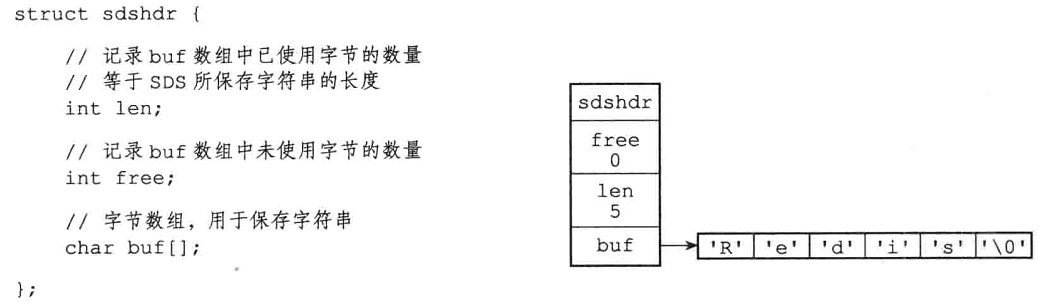 struct sdshdr {
// 记录 buf 数组中已使用字节的数量
// 等于 SDS 所保存字符串的长度
int len;
// 记录 buf 数组中未使用字节的数量
int free;
// 字节数组，用于保存字符串
char buf[];
};
sdshdr
free
0
len
5
buf
'R' 'e' 'd' 'i' 's' '\0'